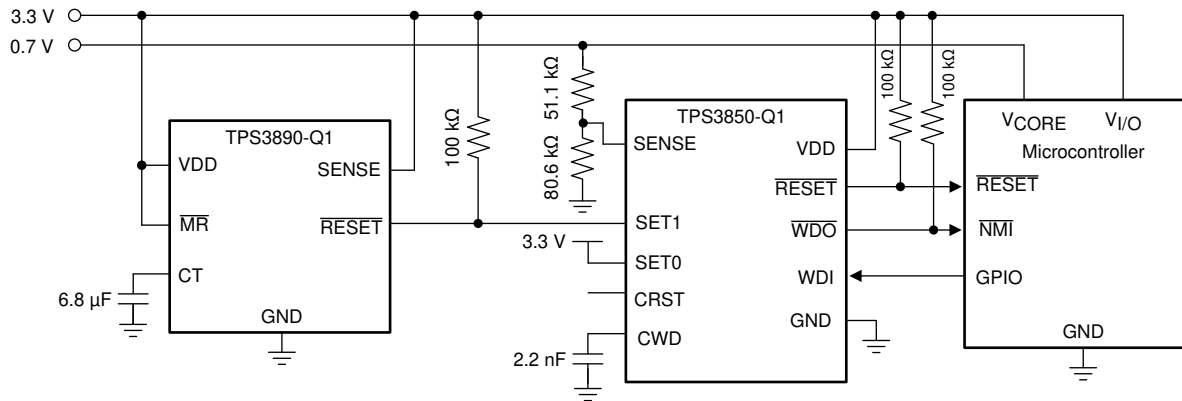 3.3 V
0.7 V
TPS3890-Q1
VDD
SENSE
MR
RESET
CT
GND
6.8 µF
100 kΩ
51.1 kΩ
80.6 kΩ
3.3 V
2.2 nF
TPS3850-Q1
SENSE
VDD
RESET
SET1
WDO
SET0
WDI
CRST
GND
CWD
100 kΩ
100 kΩ
VCORE
VI/O
Microcontroller
RESET
NMI
GPIO
GND